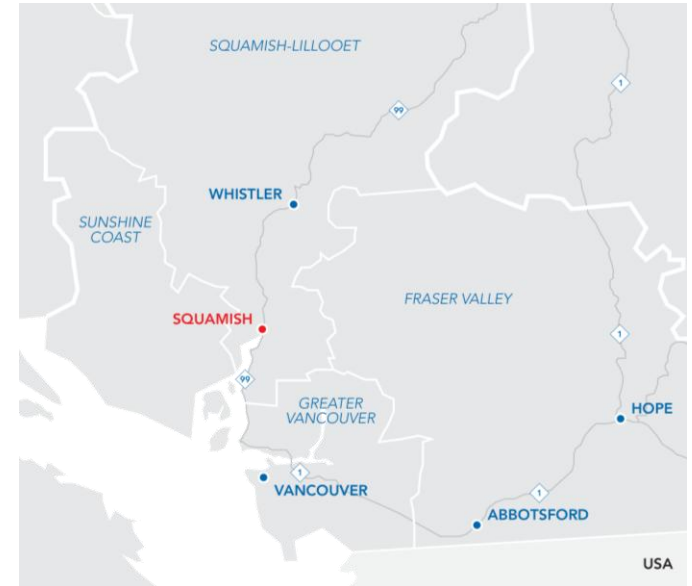 SQUAMISH-LILLOOET
1
99
WHISTLER
SUNSHINE
COAST
FRASER VALLEY
SQUAMISH
1
99
GREATER
VANCOUVER
HOPE
1
VANCOUVER
1
ABBOTSFORD
USA